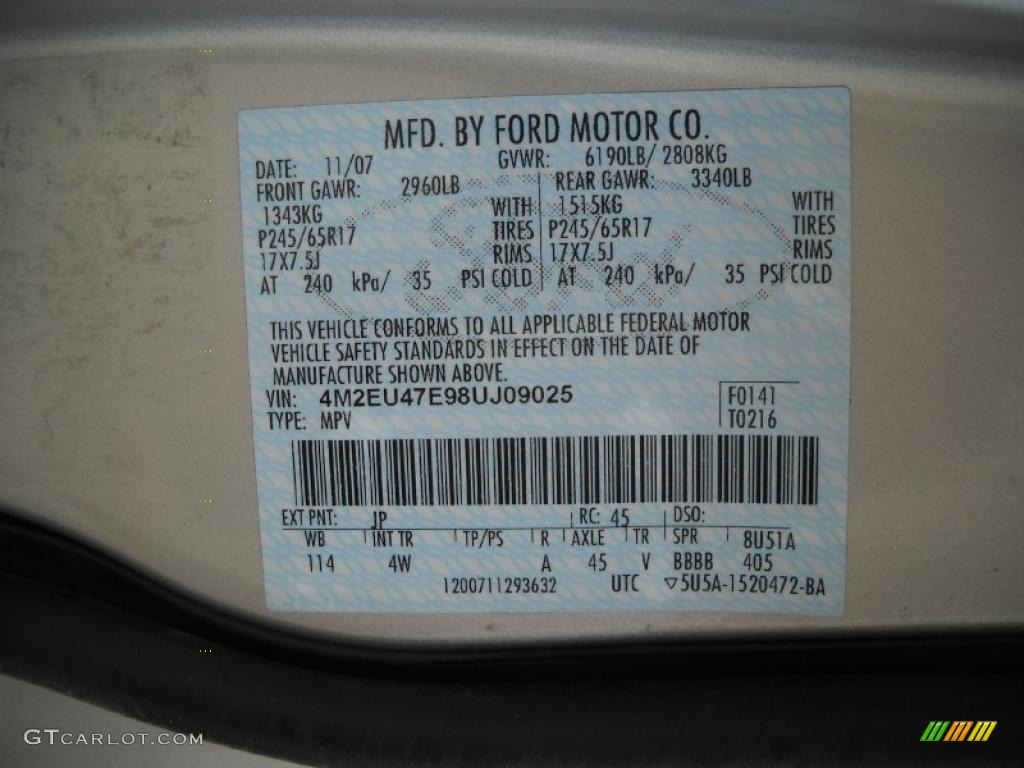 MFD. BY FORD MOTOR CO.
DATE: 11/07 GVWR: 6190LB/ 2808KG
FRONT GAWR: 2960LB REAR GAWR: 3340LB
1343KG WITH 1515KG WITH
P245/65R17 TIRES P245/65R17 TIRES
17X7.5J RIMS 17X7.5J RIMS
AT 240 kPa/ 35 PSI COLD AT 240 kPa/ 35 PSI COLD
THIS VEHICLE CONFORMS TO ALL APPLICABLE FEDERAL MOTOR
VEHICLE SAFETY STANDARDS IN EFFECT ON THE DATE OF
MANUFACTURE SHOWN ABOVE.
VIN: 4M2EU47E98UJ09025 F0141
TYPE: MPV T0216
EXT PNT: JP RC: 45 DSO:
WB INT TR TP/PS R AXLE TR SPR 8U51A
114 4W A 45 V BBBB 405
1200711293632 UTC ▽5U5A-1520472-BA
GTCARLOT.COM